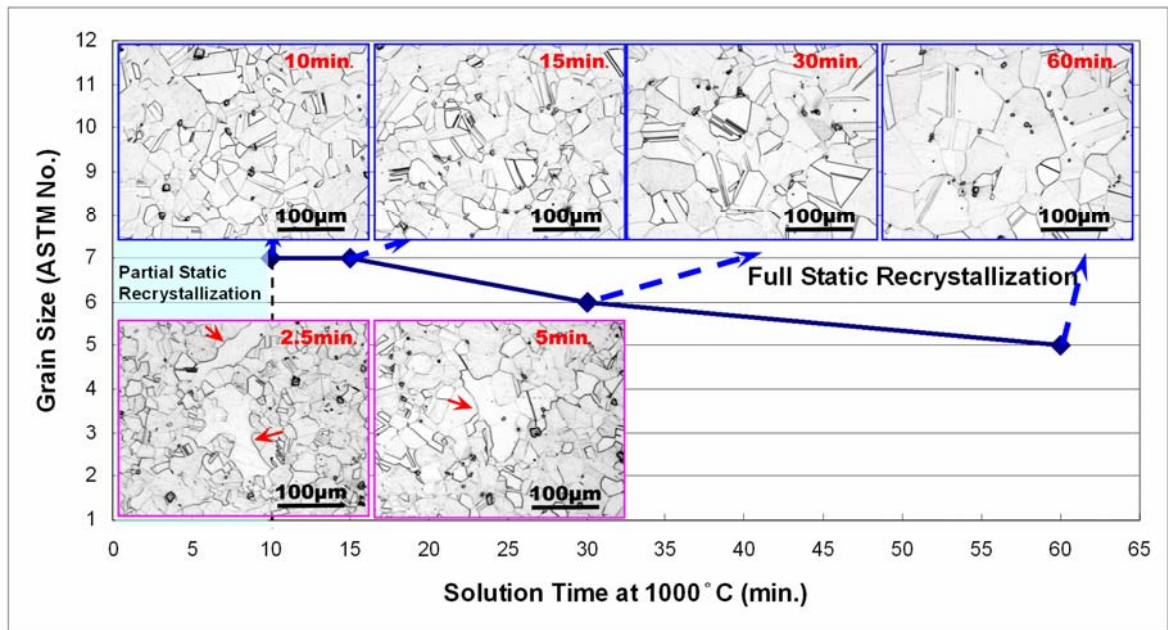 12
11
10
9
8
7
6
5
4
3
2
1
Grain Size (ASTM No.)
10min.
100μm
15min.
100μm
30min.
100μm
60min.
100μm
Partial Static
Recrystallization
Full Static Recrystallization
2.5min.
100μm
5min.
100μm
0 5 10 15 20 25 30 35 40 45 50 55 60 65
Solution Time at 1000°C (min.)